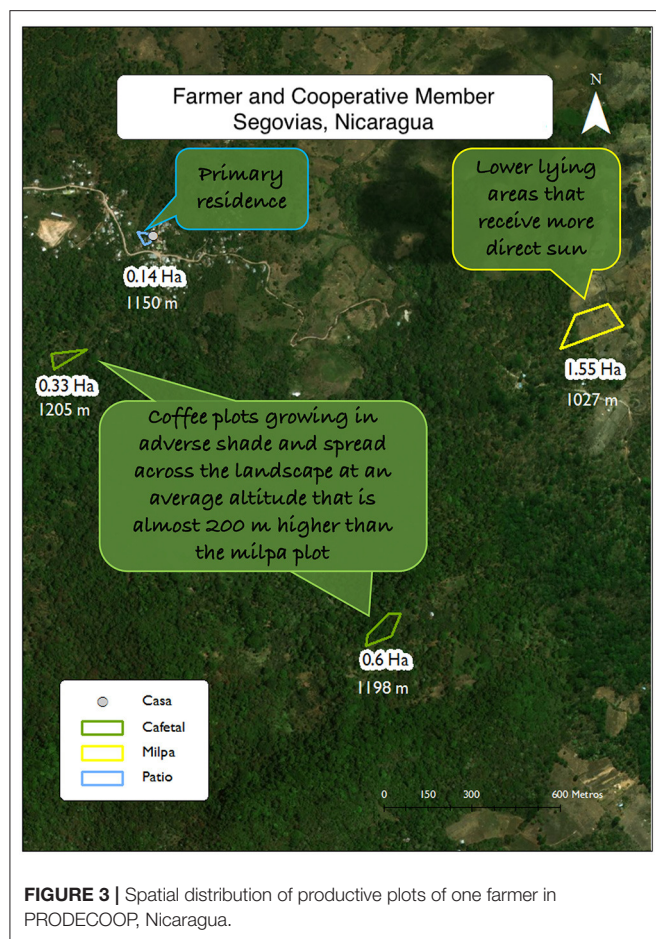 Farmer and Cooperative Member
Segovias, Nicaragua
N
Primary
residence
Lower lying
areas that
receive more
direct sun
0.14 Ha
1150 m
1.55 Ha
1027 m
0.33 Ha
1205 m
Coffee plots growing in
adverse shade and spread
across the landscape at an
average altitude that is
almost 200 m higher than
the milpa plot
0.6 Ha
1198 m
Casa
Cafetal
Milpa
Patio
0 150 300 600 Metros
FIGURE 3 | Spatial distribution of productive plots of one farmer in
PRODECOOP, Nicaragua.